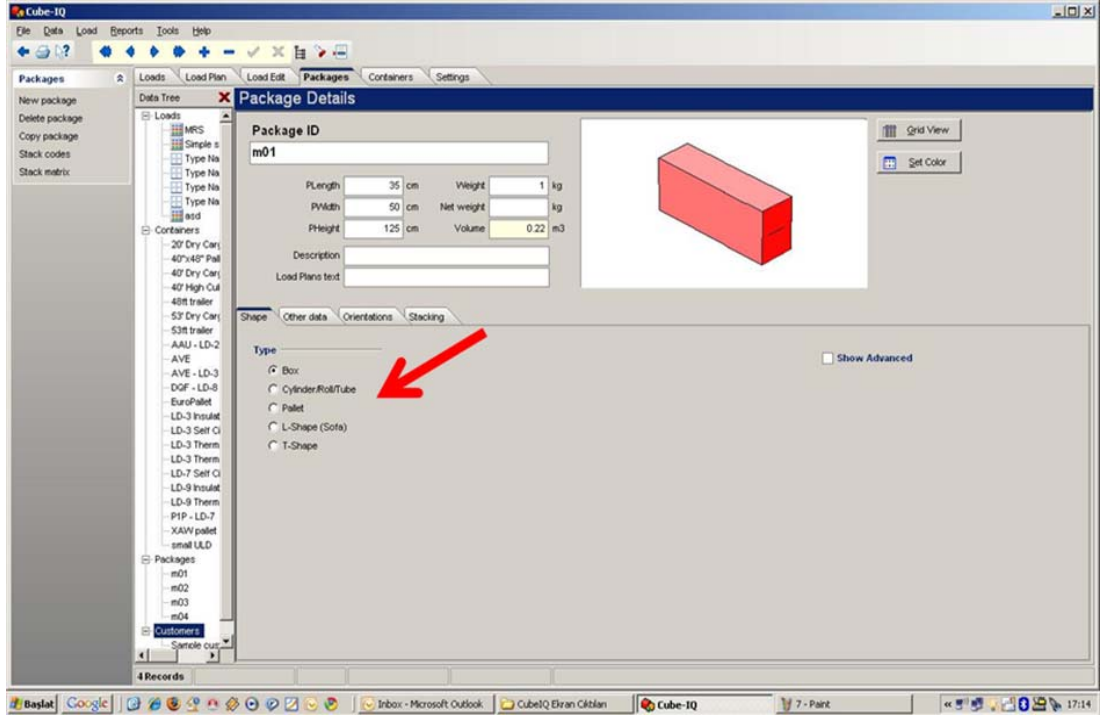 Cube-IQ
File Data Load Reports Tools Help
Packages
New package
Delete package
Copy package
Stack codes
Stack matrix
Loads Load Plan Load Edit Packages Containers Settings
Data Tree
Loads
MRS
Simple s
Type Na
Type Na
Type Na
Type Na
asd
Containers
20' Dry Carg
40"x48" Pall
40' Dry Carg
40' High Cul
48ft trailer
53' Dry Carg
53ft trailer
AAU - LD-2
AVE
AVE - LD-3
DQF - LD-8
EuroPallet
LD-3 Insulat
LD-3 Self Ci
LD-3 Therm
LD-3 Therm
LD-7 Self Ci
LD-9 Insulat
LD-9 Therm
P1P - LD-7
XAW pallet
small ULD
Packages
m01
m02
m03
m04
Customers
Sample cus
Package Details
Package ID
m01
PLength 35 cm Weight 1 kg
PWidth 50 cm Net weight kg
PHeight 125 cm Volume 0.22 m3
Description
Load Plans text
Grid View
Set Color
Shape Other data Orientations Stacking
Type
Box
Cylinder/Roll/Tube
Pallet
L-Shape (Sofa)
T-Shape
Show Advanced
4 Records
Başlat Google Inbox - Microsoft Outlook CubeIQ Ekran Cıktıları Cube-IQ 7 - Paint 17:14